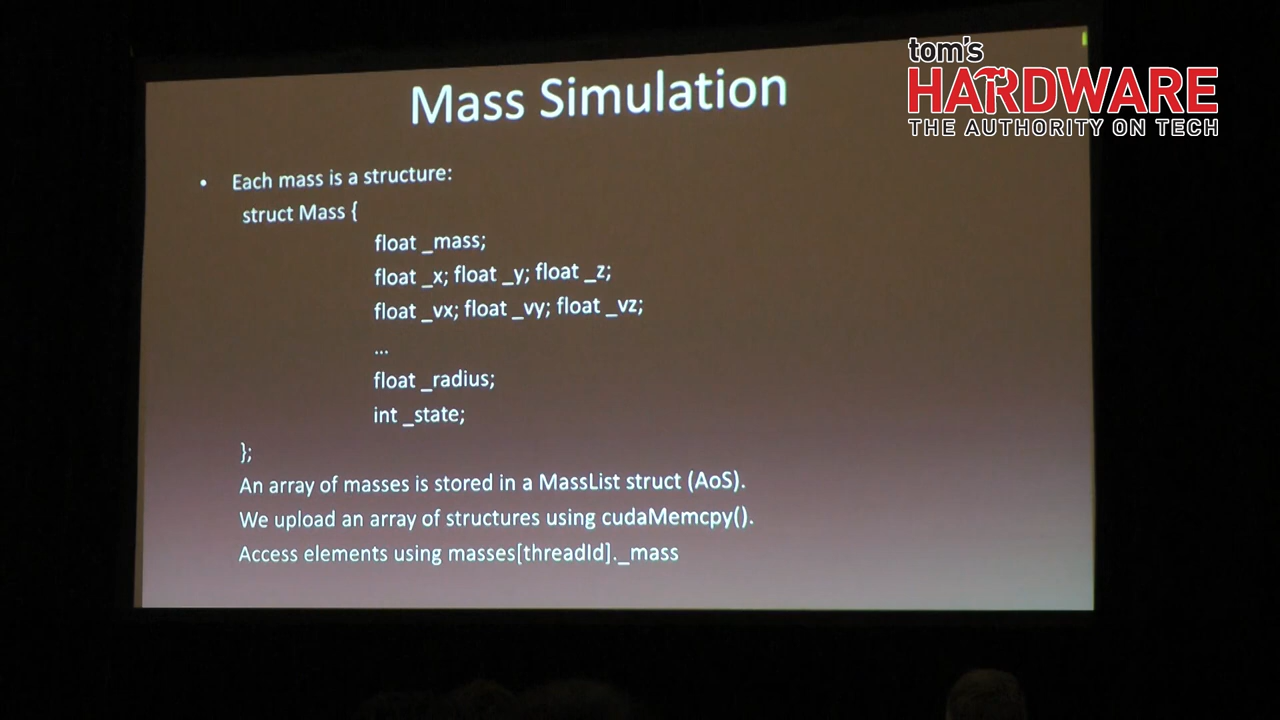 tom's
HARDWARE
THE AUTHORITY ON TECH
Mass Simulation
• Each mass is a structure:
struct Mass {
float _mass;
float _x; float _y; float _z;
float _vx; float _vy; float _vz;
...
float _radius;
int _state;
};
An array of masses is stored in a MassList struct (AoS).
We upload an array of structures using cudaMemcpy().
Access elements using masses[threadId]._mass